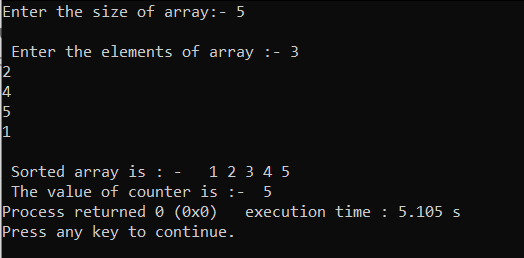 Enter the size of array:- 5
Enter the elements of array :- 3
2
4
5
1
Sorted array is : -   1 2 3 4 5
The value of counter is :-  5
Process returned 0 (0x0)   execution time : 5.105 s
Press any key to continue.